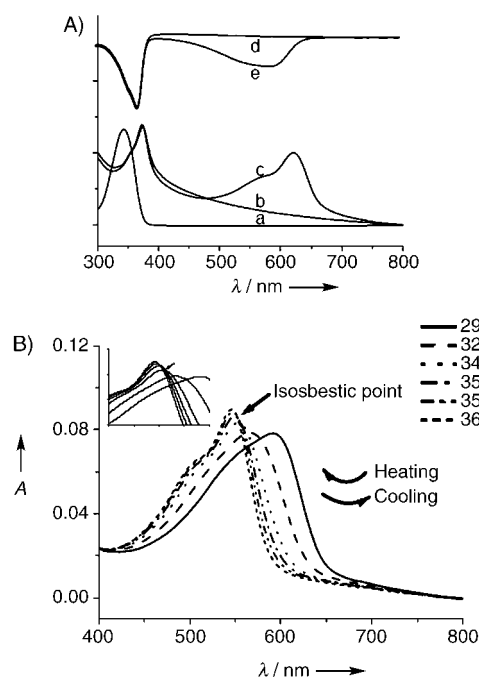 A)
d
e
c
b
a
300 400 500 600 700 800
λ / nm
B)
29
32
34
35
35
36
0.12
Isosbestic point
0.08
A
Heating
Cooling
0.04
0.00
400 500 600 700 800
λ / nm